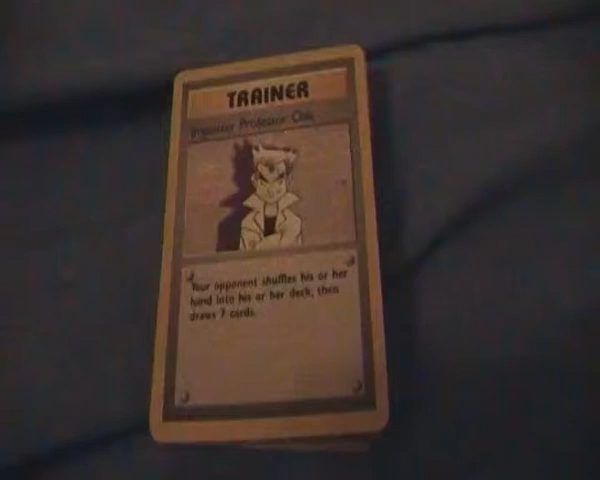 TRAINER
Imposter Professor Oak
Your opponent shuffles his or her
hand into his or her deck, then
draws 7 cards.